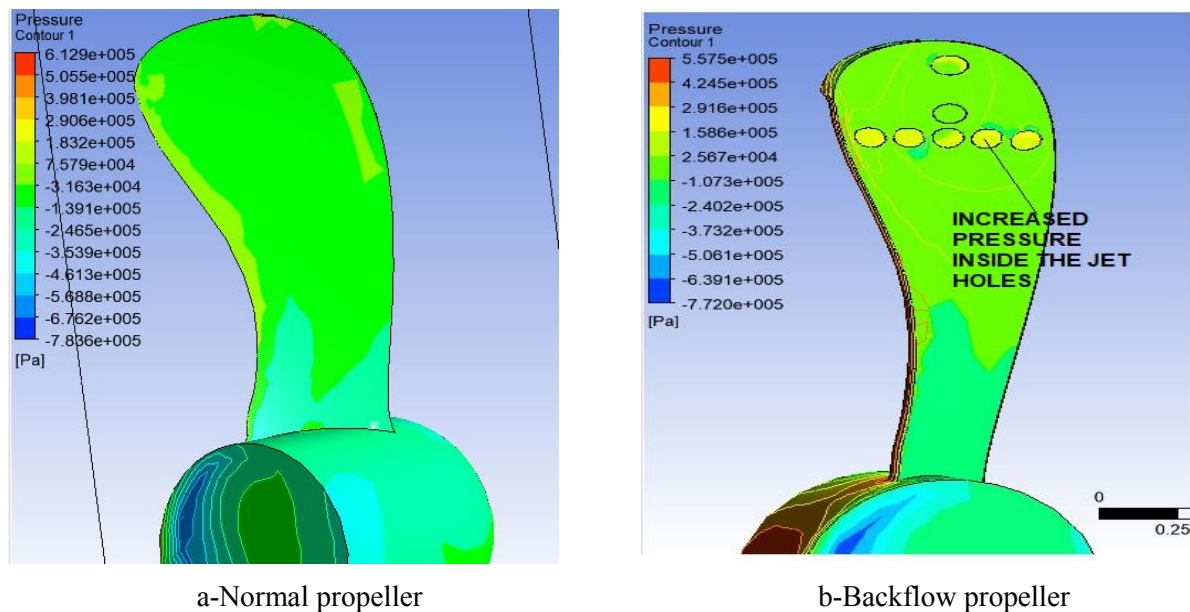 Pressure
Contour 1
6.129e+005
5.055e+005
3.981e+005
2.906e+005
1.832e+005
7.579e+004
-3.163e+004
-1.391e+005
-2.465e+005
-3.539e+005
-4.613e+005
-5.688e+005
-6.762e+005
-7.836e+005
[Pa]
a-Normal propeller
Pressure
Contour 1
5.575e+005
4.245e+005
2.916e+005
1.586e+005
2.567e+004
-1.073e+005
-2.402e+005
-3.732e+005
-5.061e+005
-6.391e+005
-7.720e+005
[Pa]
INCREASED
PRESSURE
INSIDE THE JET
HOLES
0
0.25
b-Backflow propeller